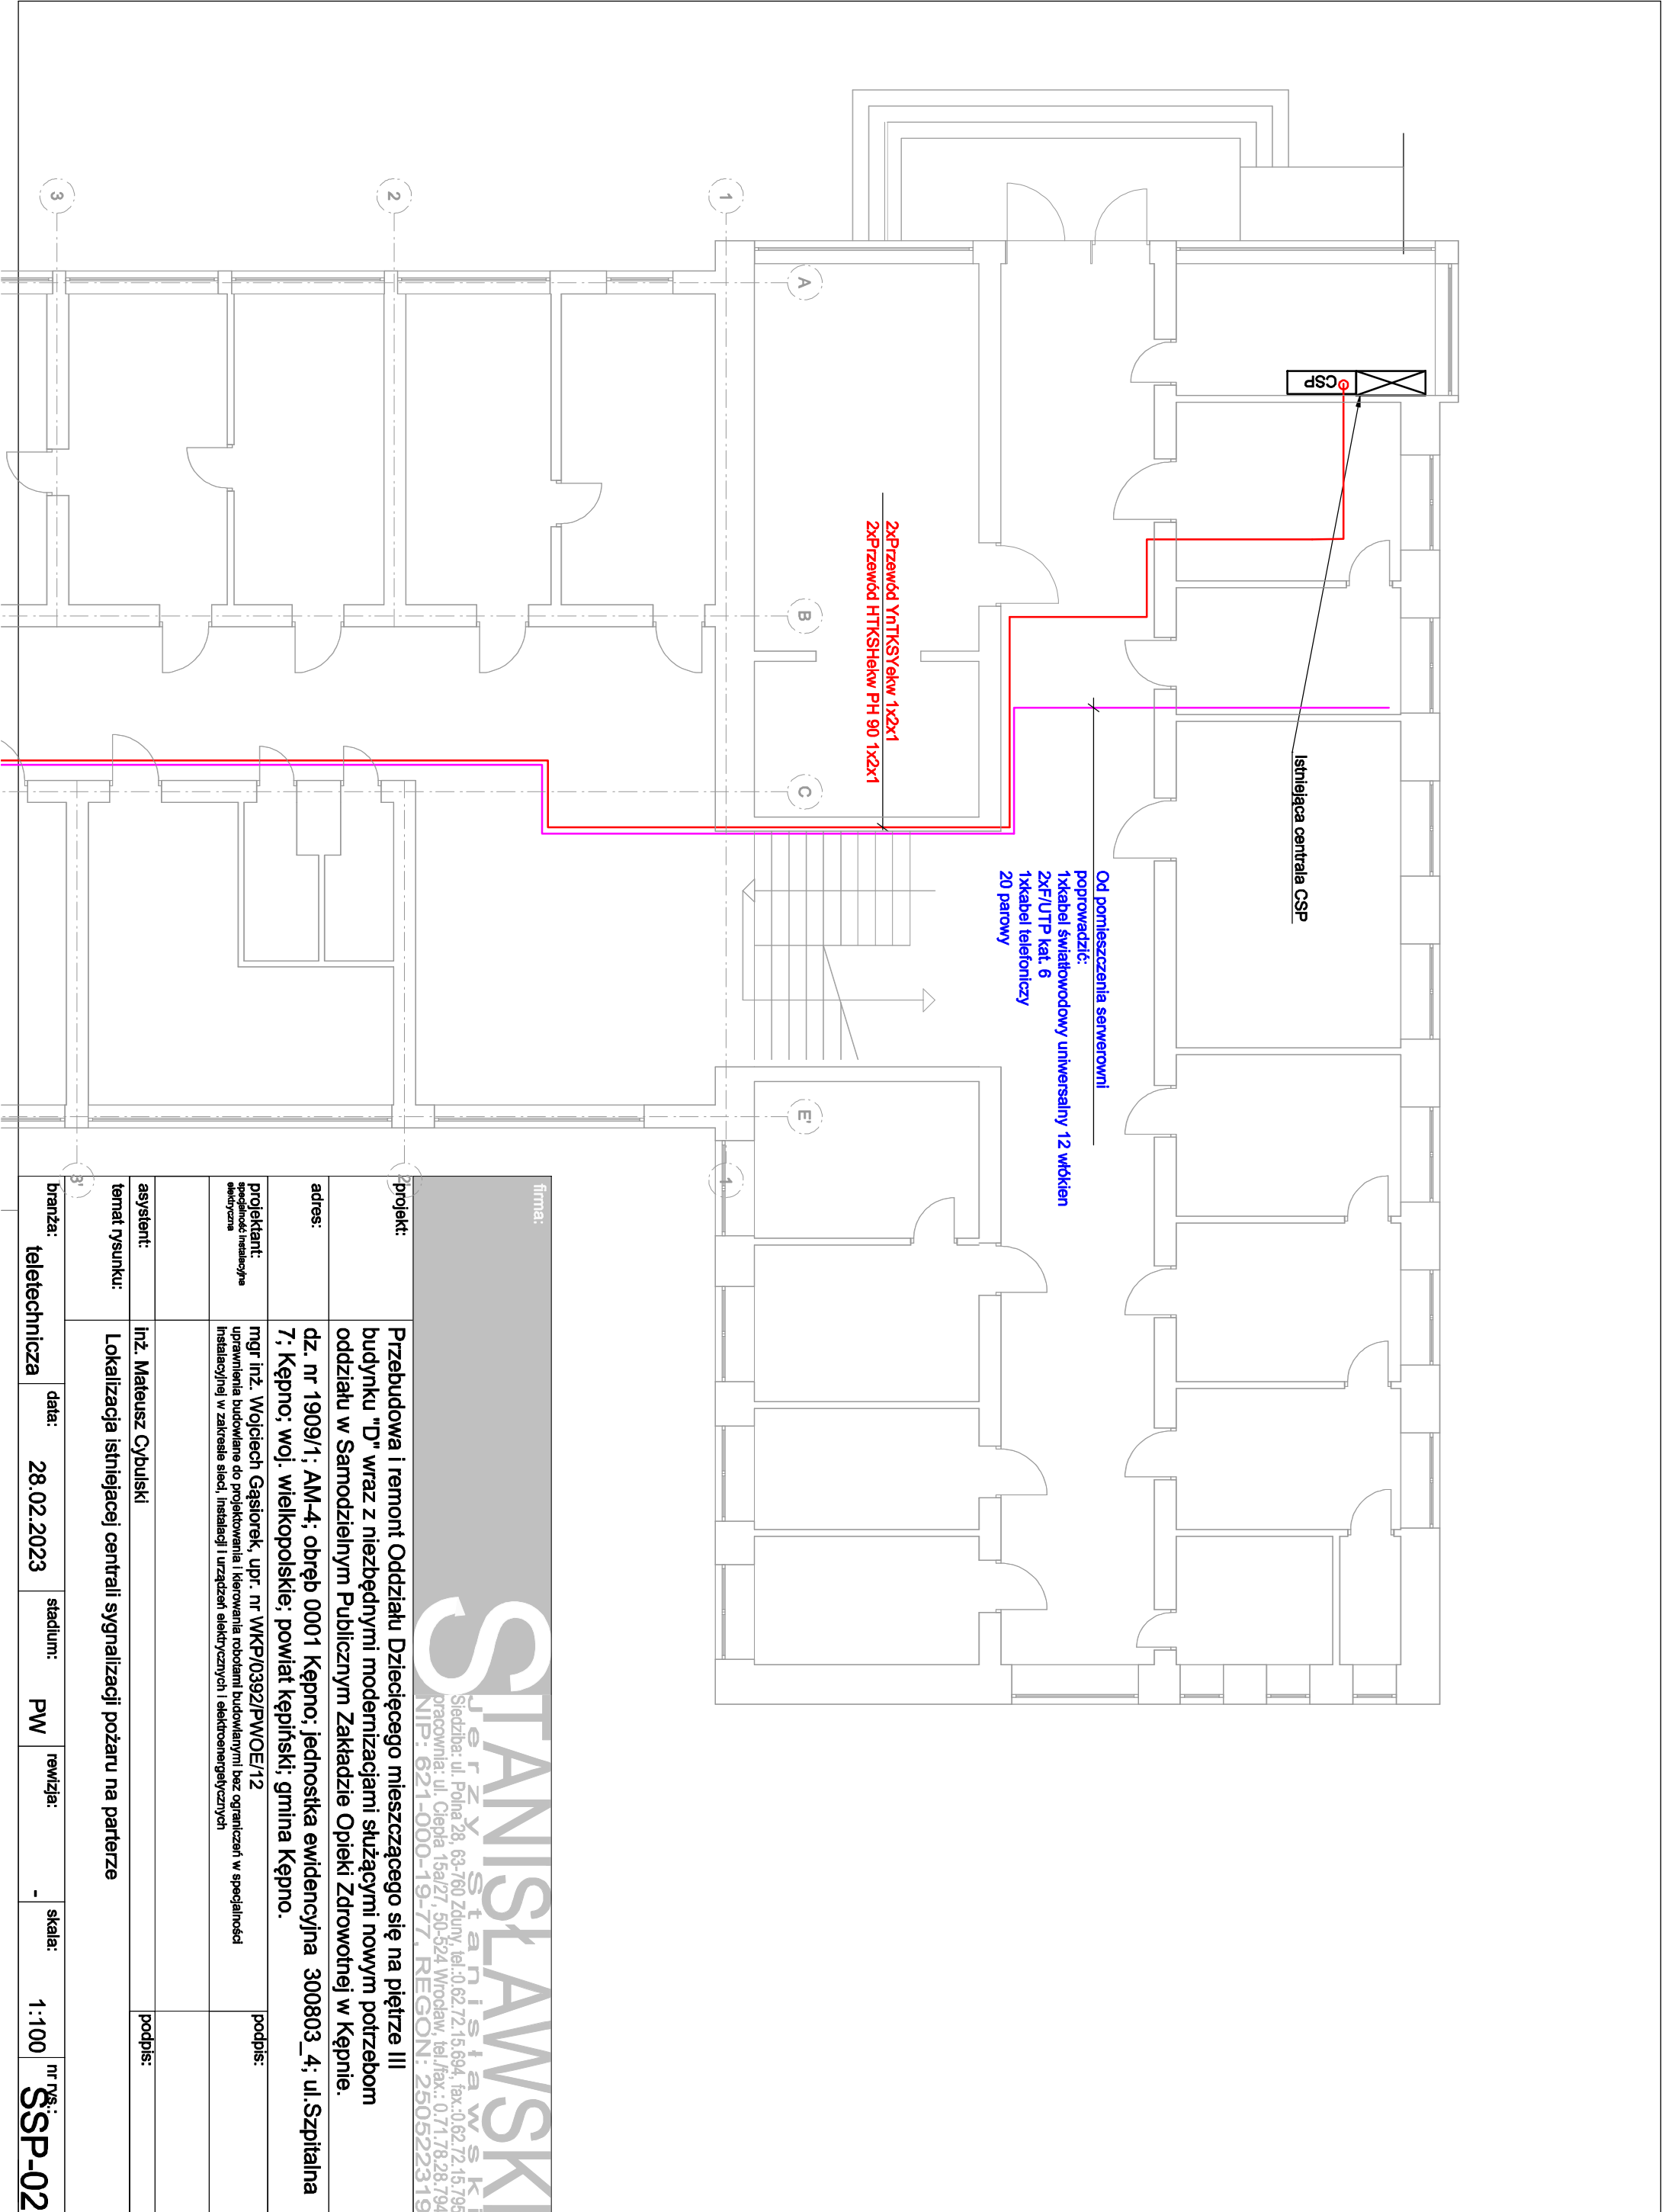 CSP
Istniejąca centrala CSP
2xPrzewód YnTKSYekw 1x2x1
2xPrzewód HTKSHekw PH 90 1x2x1
Od pomieszczenia serwerowni
poprowadzić:
1xkabel światłowodowy uniwersalny 12 włókien
2xF/UTP kat. 6
1xkabel telefoniczy
20 parowy
A
B
C
E'
1
2
3
1
2'
3'
firma:
STANISŁAWSKI
Jerzy Stanisławski
Siedziba: ul. Polna 28, 63-760 Zduny, tel.:0.62.72.15.694, fax.:0.62.72.15.795
pracownia: ul. Ciepła 15a/27, 50-524 Wrocław, tel./fax.: 0.71.78.28.794
NIP: 621-000-19-77, REGON: 250522319
projekt:
Przebudowa i remont Oddziału Dziecięcego mieszczącego się na piętrze III
budynku "D" wraz z niezbędnymi modernizacjami służącymi nowym potrzebom
oddziału w Samodzielnym Publicznym Zakładzie Opieki Zdrowotnej w Kępnie.
adres:
dz. nr 1909/1; AM-4; obręb 0001 Kępno; jednostka ewidencyjna 300803_4; ul.Szpitalna
7; Kępno; woj. wielkopolskie; powiat kępiński; gmina Kępno.
projektant:
specjalność instalacyjna
elektryczna
mgr inż. Wojciech Gąsiorek, upr. nr WKP/0392/PWOE/12
uprawnienia budowlane do projektowania i kierowania robotami budowlanymi bez ograniczeń w specjalności
instalacyjnej w zakresie sieci, instalacji i urządzeń elektrycznych i elektroenergetycznych
podpis:
asystent:
inż. Mateusz Cybulski
podpis:
temat rysunku:
Lokalizacja istniejacej centrali sygnalizacji pożaru na parterze
branża: teletechnicza
data: 28.02.2023
stadium: PW
rewizja: -
skala: 1:100
nr rys.: SSP-02